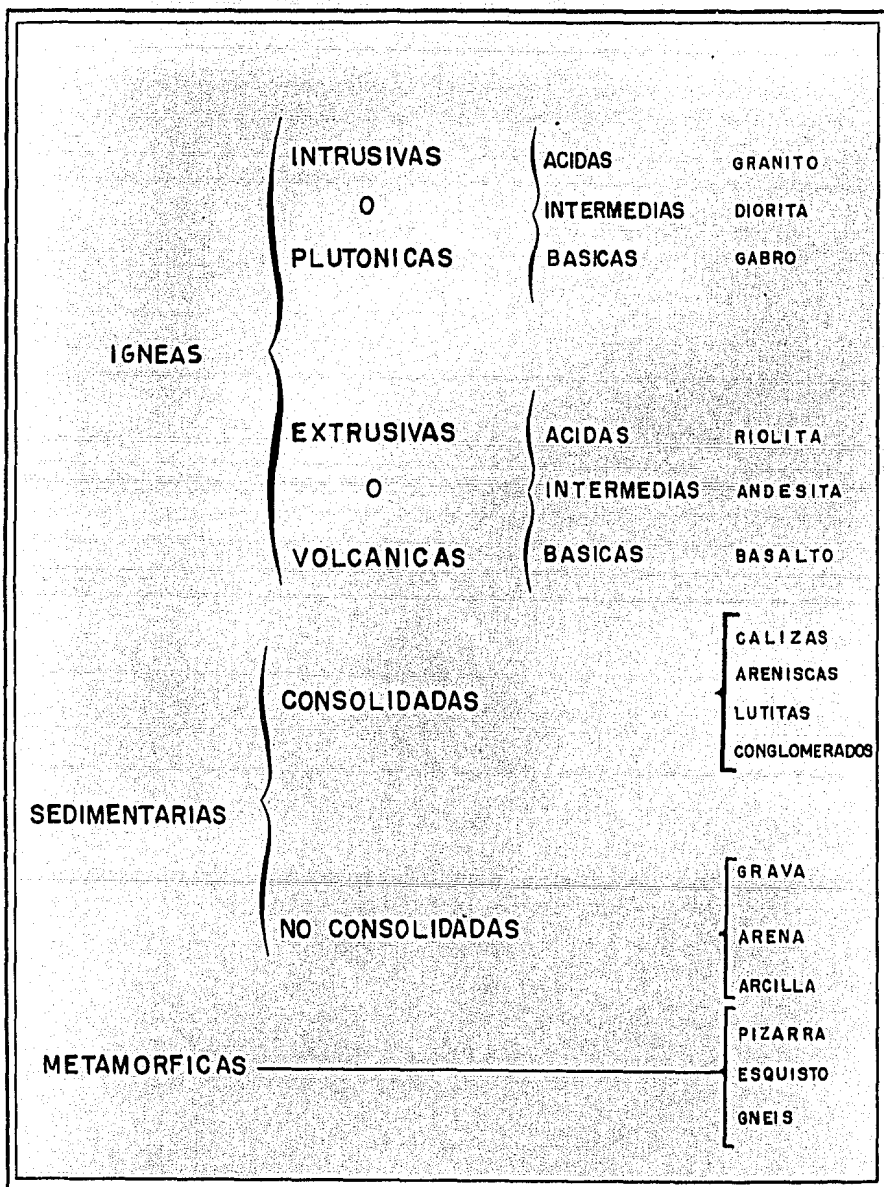 INTRUSIVAS
O
PLUTONICAS
ACIDAS GRANITO
INTERMEDIAS DIORITA
BASICAS GABRO
IGNEAS
EXTRUSIVAS
O
VOLCANICAS
ACIDAS RIOLITA
INTERMEDIAS ANDESITA
BASICAS BASALTO
SEDIMENTARIAS
CONSOLIDADAS
CALIZAS
ARENISCAS
LUTITAS
CONGLOMERADOS
NO CONSOLIDADAS
GRAVA
ARENA
ARCILLA
METAMORFICAS
PIZARRA
ESQUISTO
GNEIS